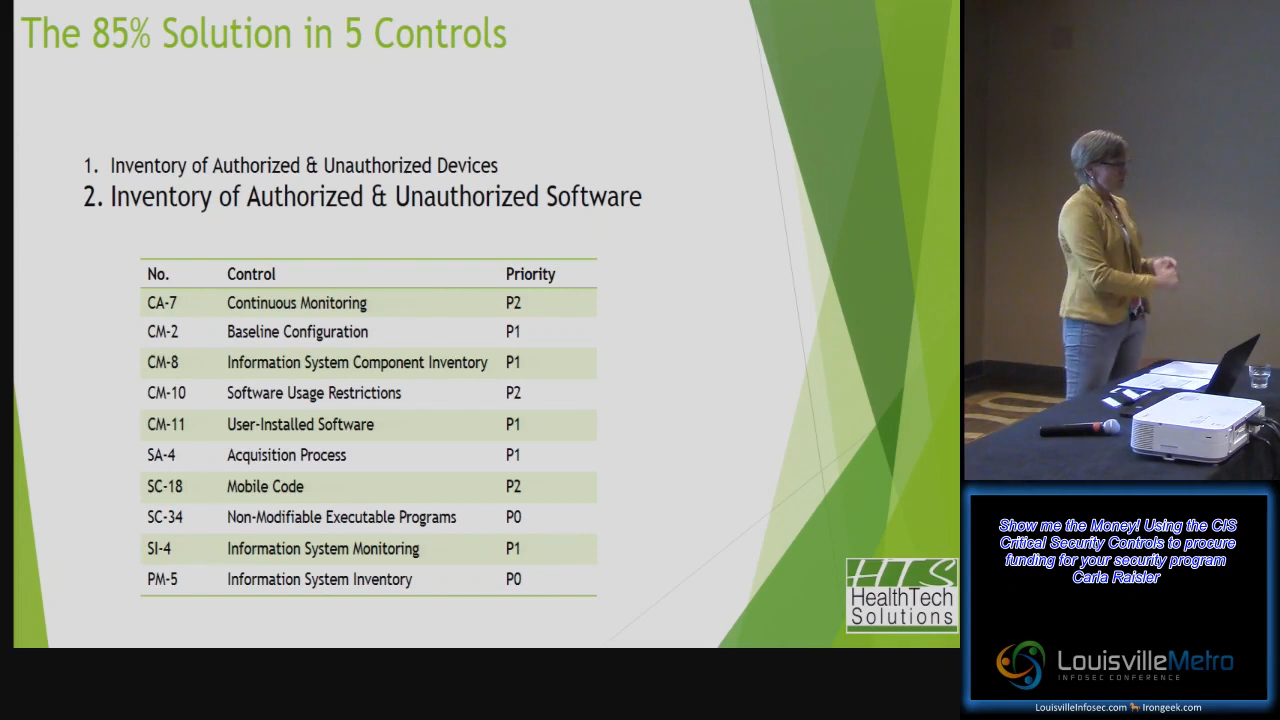 The 85% Solution in 5 Controls
1. Inventory of Authorized & Unauthorized Devices
2. Inventory of Authorized & Unauthorized Software
No. Control Priority
CA-7 Continuous Monitoring P2
CM-2 Baseline Configuration P1
CM-8 Information System Component Inventory P1
CM-10 Software Usage Restrictions P2
CM-11 User-Installed Software P1
SA-4 Acquisition Process P1
SC-18 Mobile Code P2
SC-34 Non-Modifiable Executable Programs P0
SI-4 Information System Monitoring P1
PM-5 Information System Inventory P0
HTS
HealthTech
Solutions
Show me the Money! Using the CIS
Critical Security Controls to procure
funding for your security program
Carla Raisler
LouisvilleMetro
INFOSEC CONFERENCE
LouisvilleInfosec.com Irongeek.com